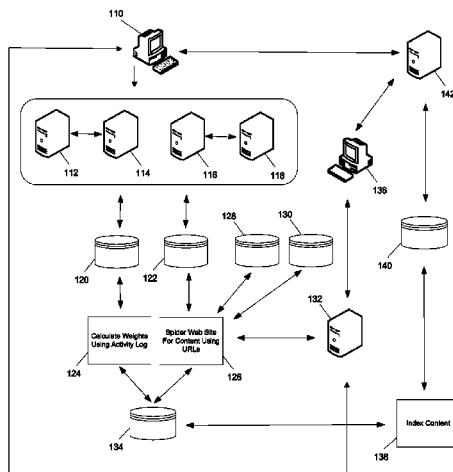 110
142
112
114
116
118
136
128
130
120
122
140
132
Calculate Weights
Using Activity Log
Spider Web Site
For Content Using
URLs
124
126
134
Index Content
138